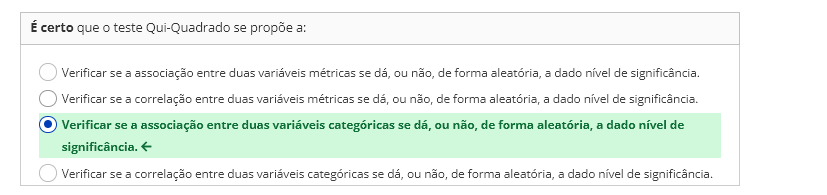 É certo que o teste Qui-Quadrado se propõe a:
Verificar se a associação entre duas variáveis métricas se dá, ou não, de forma aleatória, a dado nível de significância.
Verificar se a correlação entre duas variáveis métricas se dá, ou não, de forma aleatória, a dado nível de significância.
Verificar se a associação entre duas variáveis categóricas se dá, ou não, de forma aleatória, a dado nível de
significância. ←
Verificar se a correlação entre duas variáveis categóricas se dá, ou não, de forma aleatória, a dado nível de significância.